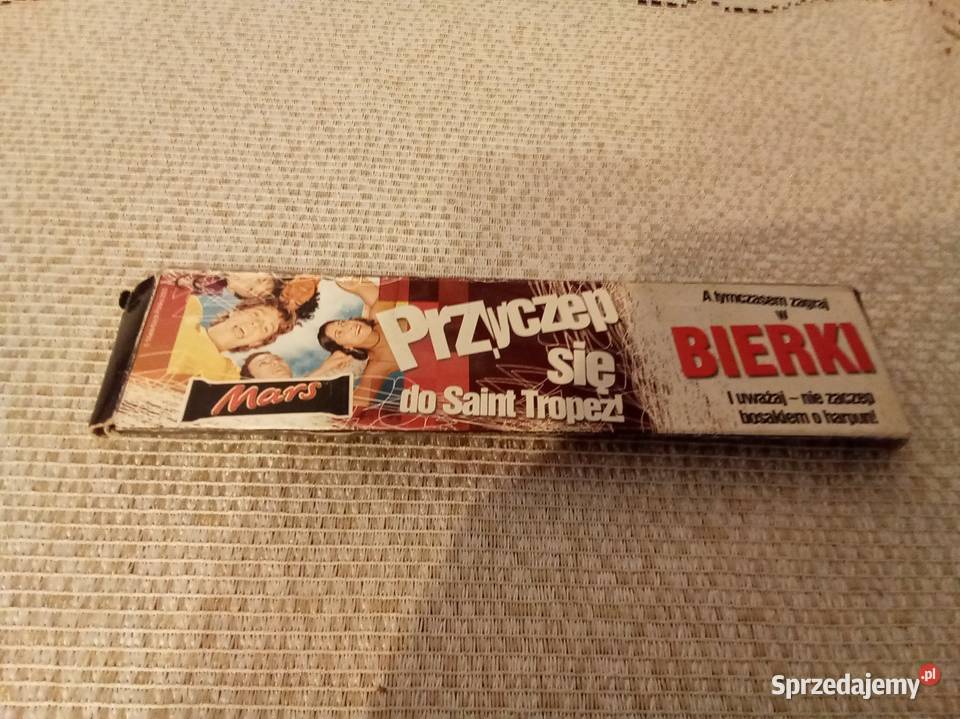 Mars
Przyczep
się
do Saint Tropez!
A tymczasem zagraj
w
BIERKI
I uważaj – nie zaczep
bosakiem o harpun!
Sprzedajemy.pl